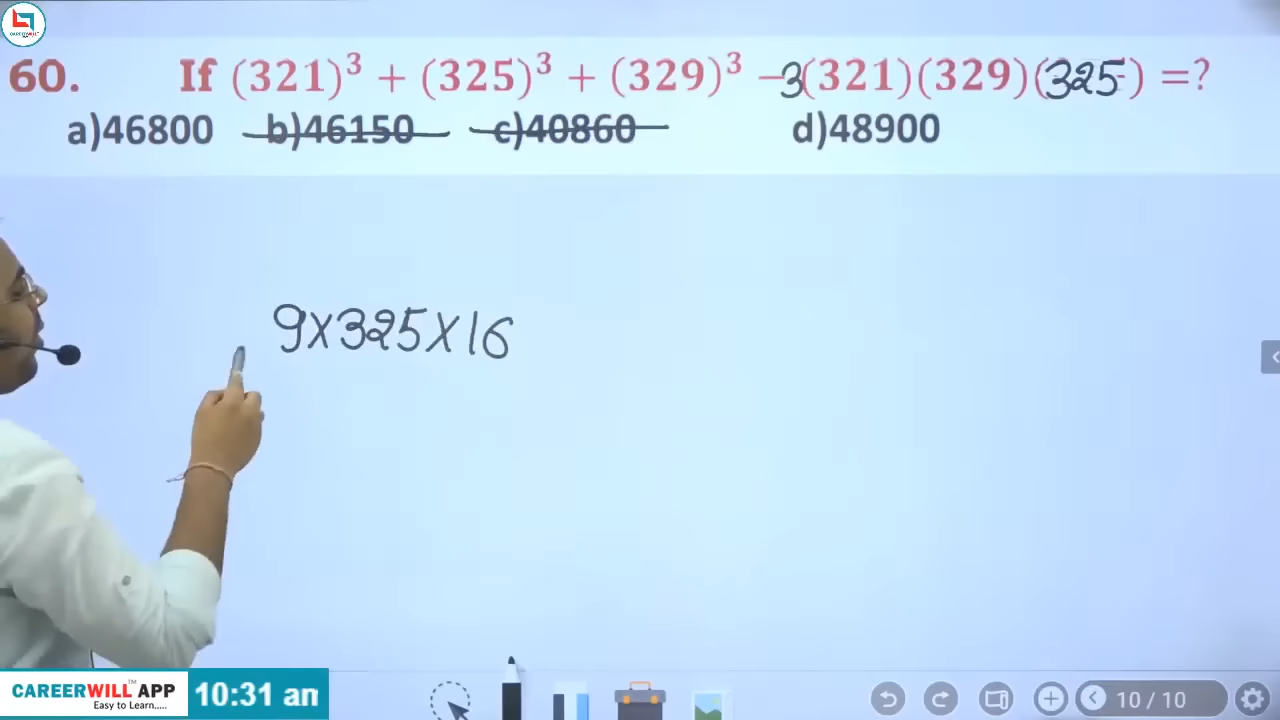 CAREERWILL
60. If (321)³ + (325)³ + (329)³ −3(321)(329)(325) =?
a)46800 b)46150 c)40860 d)48900
9×325×16
CAREERWILL™APP
Easy to Learn.....
10:31 an
10 / 10